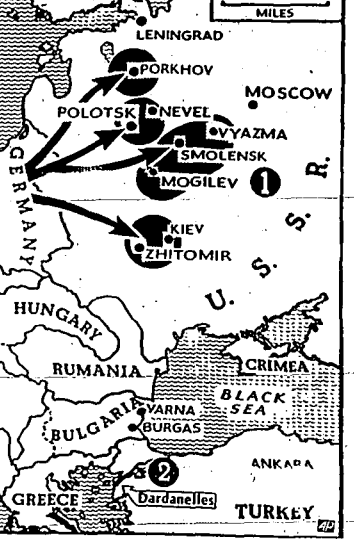 MILES
LENINGRAD
PORKHOV
MOSCOW
POLOTSK
NEVEL
VYAZMA
SMOLENSK
MOGILEV
1
GERMANY
U. S. S. R.
KIEV
ZHITOMIR
HUNGARY
CRIMEA
RUMANIA
BLACK
SEA
BULGARIA
VARNA
BURGAS
2
ANKARA
GREECE
Dardanelles
TURKEY
AP